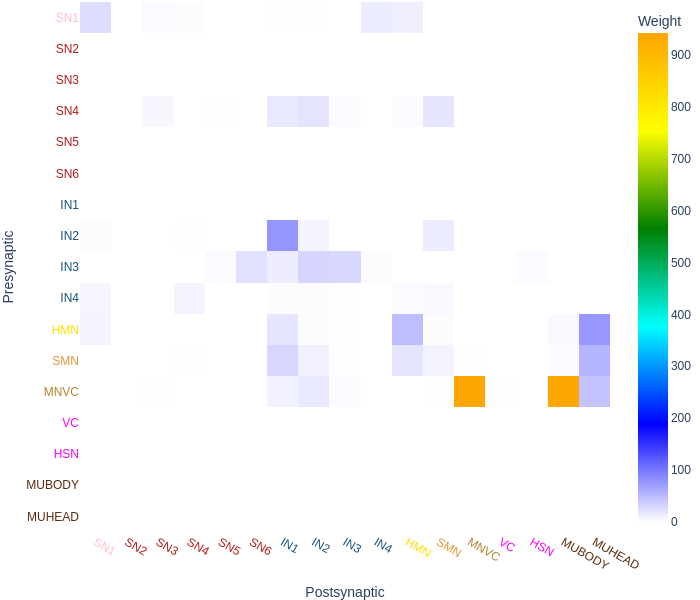 Weight
SN1
SN2
SN3
SN4
SN5
SN6
IN1
IN2
IN3
IN4
HMN
SMN
MNVC
VC
HSN
MUBODY
MUHEAD
Presynaptic
900
800
700
600
500
400
300
200
100
0
SN1
SN2
SN3
SN4
SN5
SN6
IN1
IN2
IN3
IN4
HMN
SMN
MNVC
VC
HSN
MUBODY
MUHEAD
Postsynaptic